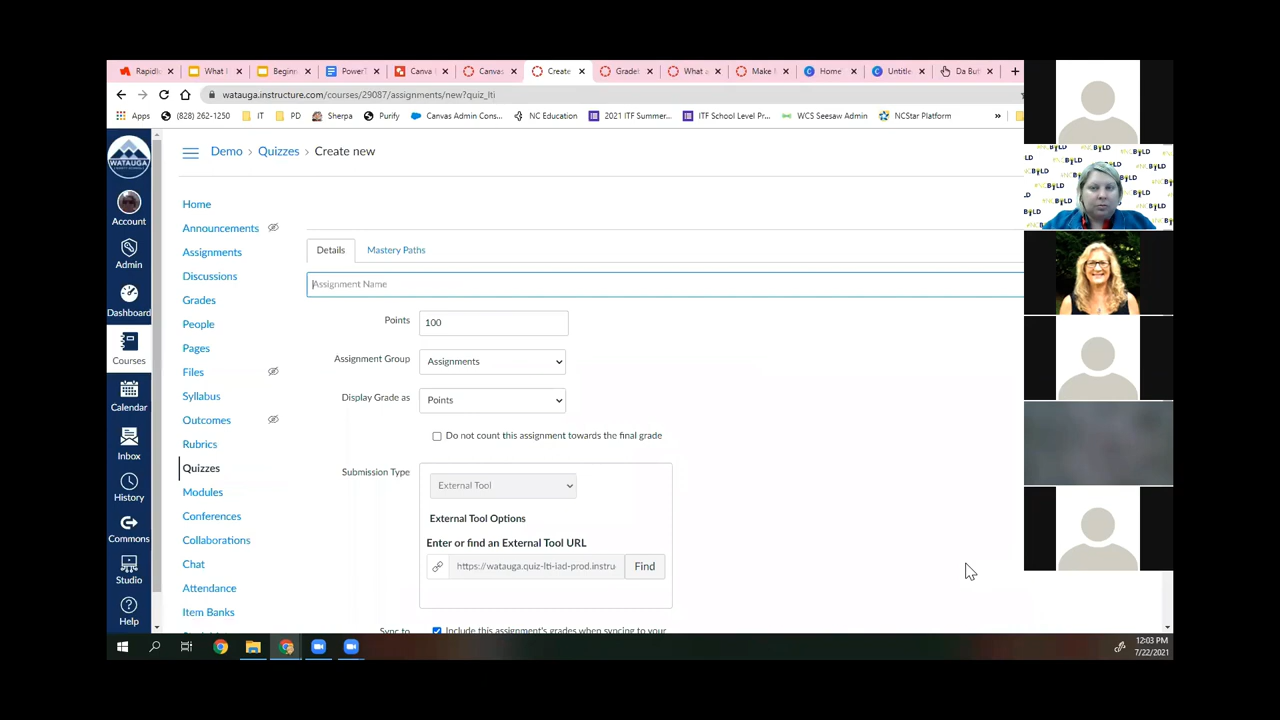 Rapidl
What I
Beginn
PowerT
Canva
Canvas
Create
Gradet
What a
Make
Home
Untitle
Da But
watauga.instructure.com/courses/29087/assignments/new?quiz_lti
Apps (828) 262-1250 IT PD Sherpa Purify Canvas Admin Cons... NC Education 2021 ITF Summer... ITF School Level Pr... WCS Seesaw Admin NCStar Platform »
WATAUGA
Demo > Quizzes > Create new
Account
Admin
Dashboard
Courses
Calendar
Inbox
History
Commons
Studio
Help
Home
Announcements
Assignments
Discussions
Grades
People
Pages
Files
Syllabus
Outcomes
Rubrics
Quizzes
Modules
Conferences
Collaborations
Chat
Attendance
Item Banks
Details Mastery Paths
Assignment Name
Points 100
Assignment Group Assignments
Display Grade as Points
Do not count this assignment towards the final grade
Submission Type
External Tool
External Tool Options
Enter or find an External Tool URL
https://watauga.quiz-lti-iad-prod.instru Find
Sync to Include this assignment's grades when syncing to your
#NCBOLD
12:03 PM
7/22/2021